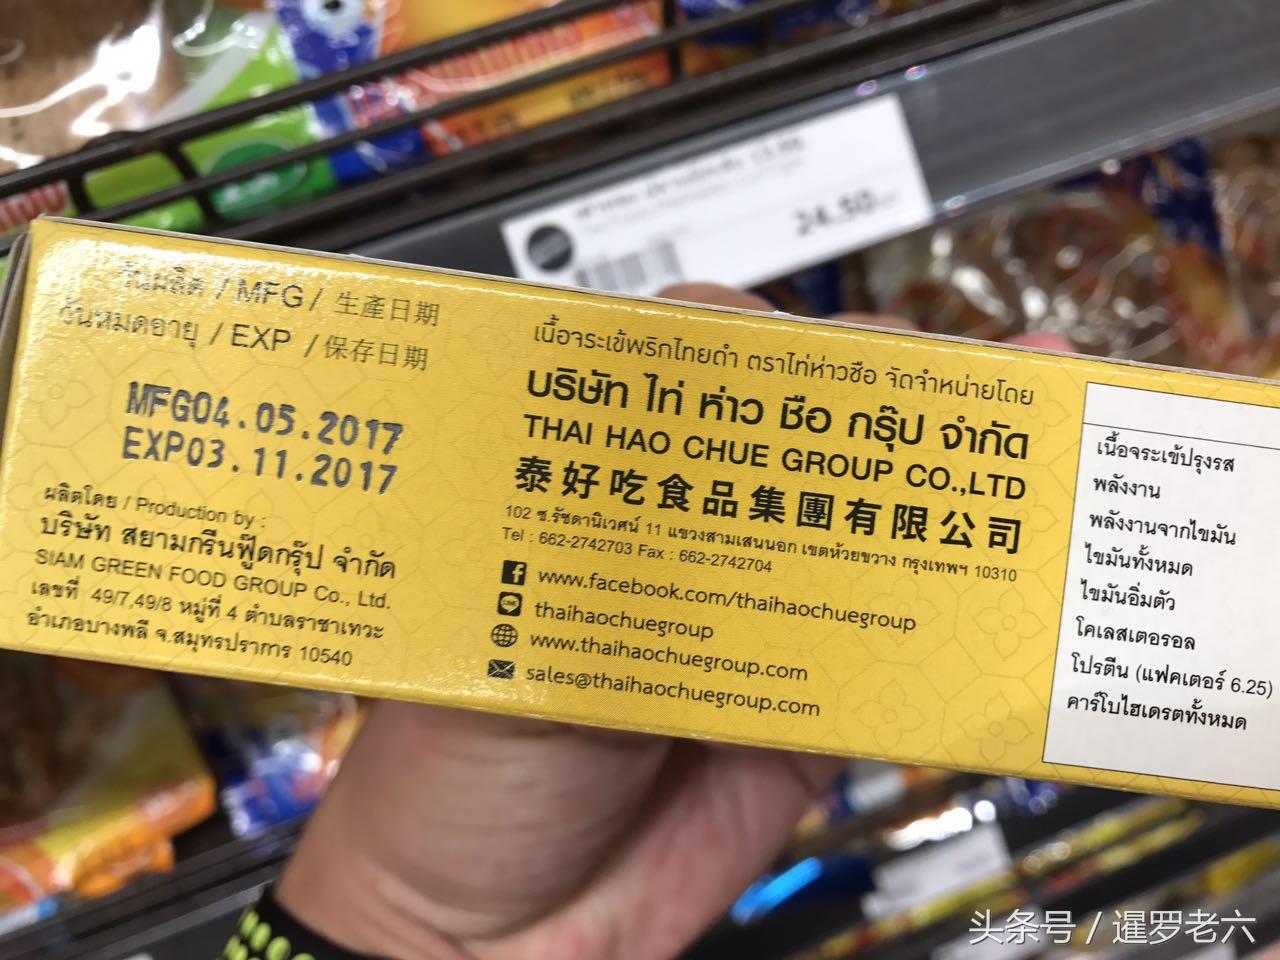 24.50
วันผลิต / MFG / 生產日期
วันหมดอายุ / EXP / 保存日期
MFG04.05.2017
EXP03.11.2017
ผลิตโดย / Production by :
บริษัท สยามกรีนฟู๊ดกรุ๊ป จำกัด
SIAM GREEN FOOD GROUP Co., Ltd.
เลขที่ 49/7,49/8 หมู่ที่ 4 ตำบลราชาเทวะ
อำเภอบางพลี จ.สมุทรปราการ 10540
เนื้อจระเข้พริกไทยดำ ตราไท่ห่าวชือ จัดจำหน่ายโดย
บริษัท ไท่ ห่าว ชือ กรุ๊ป จำกัด
THAI HAO CHUE GROUP CO.,LTD
泰好吃食品集團有限公司
102 ซ.รัชดานิเวศน์ 11 แขวงสามเสนนอก เขตห้วยขวาง กรุงเทพฯ 10310
Tel : 662-2742703 Fax : 662-2742704
www.facebook.com/thaihaochuegroup
LINE thaihaochuegroup
www.thaihaochuegroup.com
sales@thaihaochuegroup.com
เนื้อจระเข้ปรุงรส
พลังงาน
พลังงานจากไขมัน
ไขมันทั้งหมด
ไขมันอิ่มตัว
โคเลสเตอรอล
โปรตีน (แฟคเตอร์ 6.25)
คาร์โบไฮเดรตทั้งหมด
头条号 / 暹罗老六